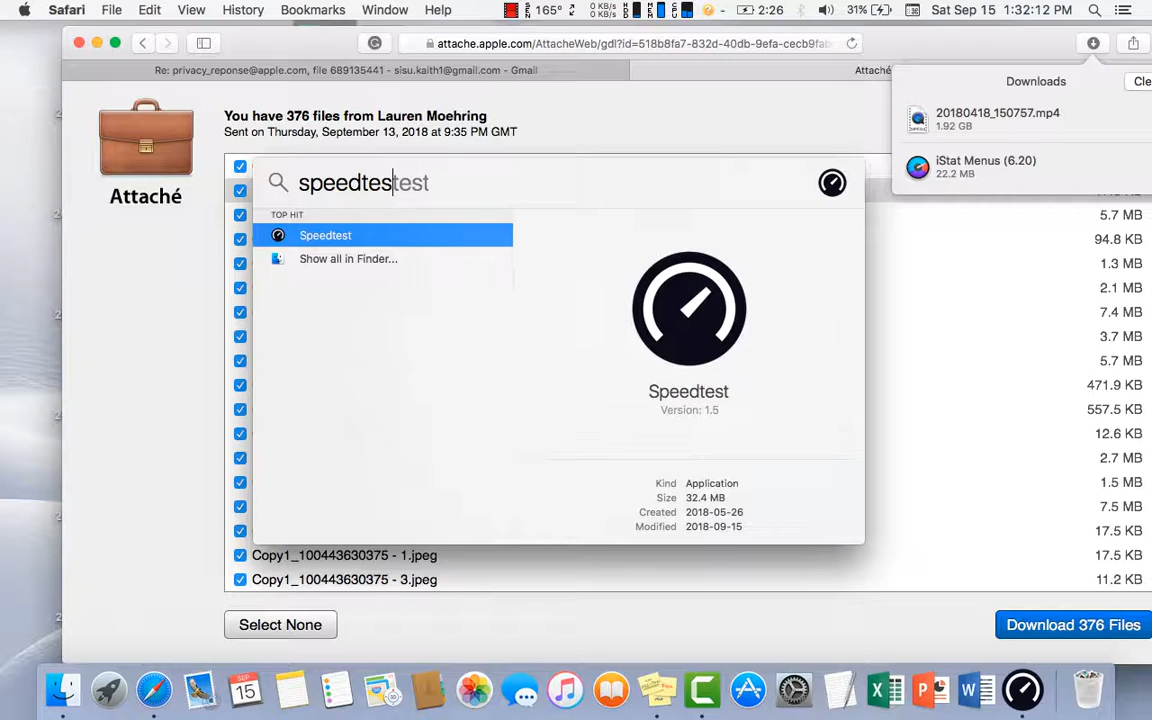 Safari File Edit View History Bookmarks Window Help 165° 0 KB/s 0 KB/s 2:26 31% Sat Sep 15 1:32:12 PM
attache.apple.com/AttacheWeb/gdl?id=518b8fa7-832d-40db-9efa-cecb9fab
Re: privacy_reponse@apple.com, file 689135441 - sisu.kaith1@gmail.com - Gmail
Attaché
Downloads
Cle
20180418_150757.mp4
1.92 GB
iStat Menus (6.20)
22.2 MB
Attaché
You have 376 files from Lauren Moehring
Sent on Thursday, September 13, 2018 at 9:35 PM GMT
speedtest
TOP HIT
Speedtest
Show all in Finder...
Speedtest
Version: 1.5
Kind Application
Size 32.4 MB
Created 2018-05-26
Modified 2018-09-15
5.7 MB
94.8 KB
1.3 MB
2.1 MB
7.4 MB
3.7 MB
5.7 MB
471.9 KB
557.5 KB
12.6 KB
2.7 MB
1.5 MB
7.5 MB
17.5 KB
Copy1_100443630375 - 1.jpeg 17.5 KB
Copy1_100443630375 - 3.jpeg 11.2 KB
Select None
Download 376 Files
SEP
15